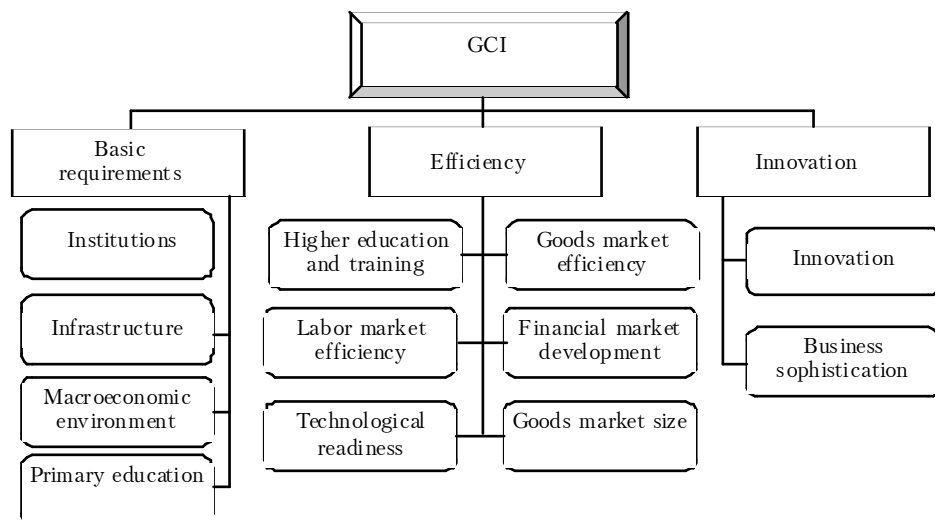 GCI
Basic
requirements
Efficiency
Innovation
Institutions
Infrastructure
Macroeconomic
environment
Primary education
Higher education
and training
Goods market
efficiency
Labor market
efficiency
Financial market
development
Technological
readiness
Goods market size
Innovation
Business
sophistication